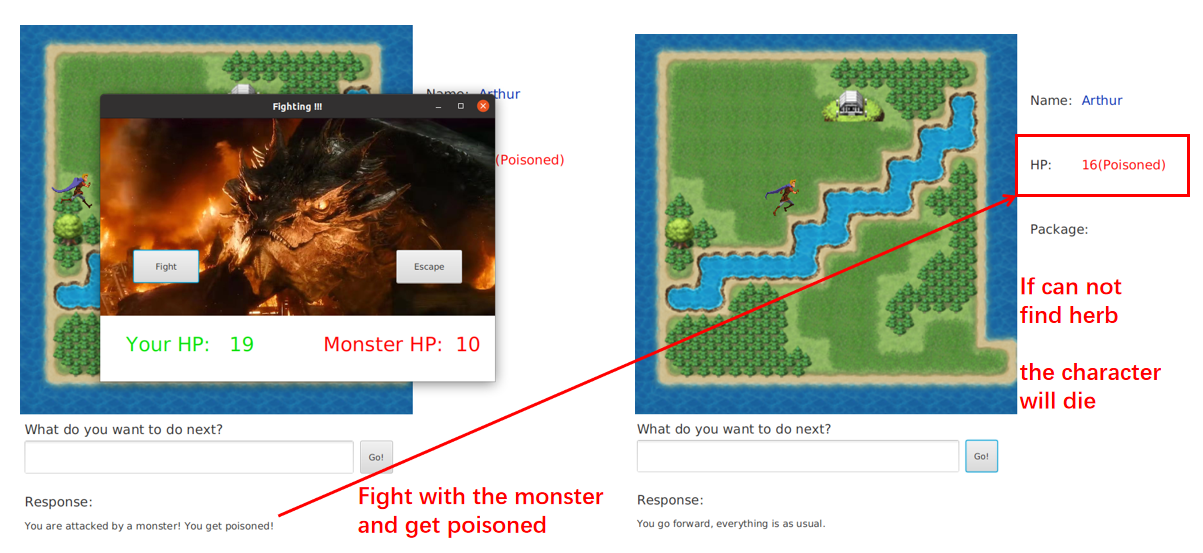 Fighting !!!
Name: Arthur
(Poisoned)
Fight
Escape
Your HP: 19
Monster HP: 10
What do you want to do next?
Go!
Response:
You are attacked by a monster! You get poisoned!
Fight with the monster
and get poisoned
Name: Arthur
HP: 16(Poisoned)
Package:
If can not
find herb
the character
will die
What do you want to do next?
Go!
Response:
You go forward, everything is as usual.